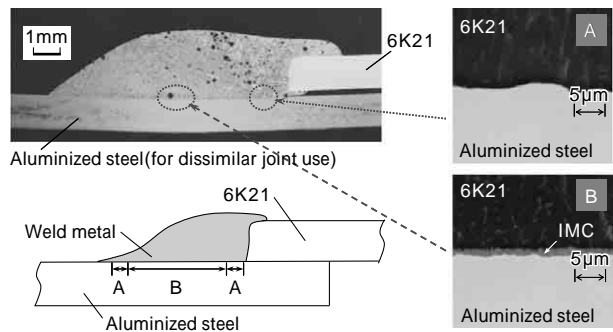 1mm
6K21
Aluminized steel(for dissimilar joint use)
6K21
A
5μm
Aluminized steel
6K21
B
IMC
5μm
Aluminized steel
6K21
Weld metal
A
B
A
Aluminized steel